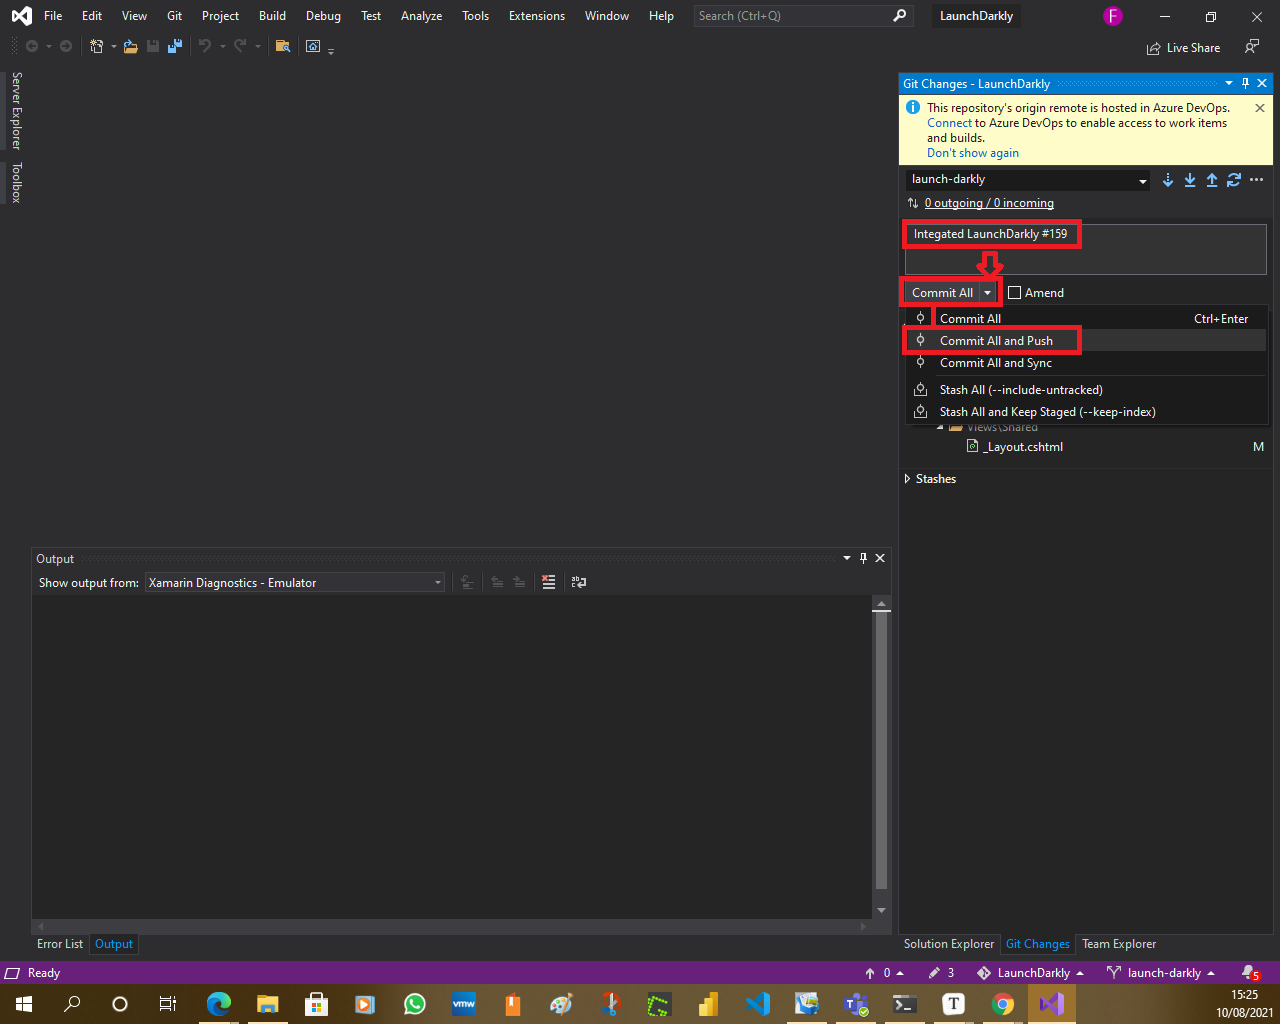 File Edit View Git Project Build Debug Test Analyze Tools Extensions Window Help Search (Ctrl+Q) LaunchDarkly F
Live Share
Server Explorer
Toolbox
Git Changes - LaunchDarkly
This repository's origin remote is hosted in Azure DevOps.
Connect to Azure DevOps to enable access to work items
and builds.
Don't show again
launch-darkly
0 outgoing / 0 incoming
Integated LaunchDarkly #159
Commit All Amend
Commit All Ctrl+Enter
Commit All and Push
Commit All and Sync
Stash All (--include-untracked)
Stash All and Keep Staged (--keep-index)
Views\Shared
_Layout.cshtml M
Stashes
Output
Show output from: Xamarin Diagnostics - Emulator
Error List Output
Solution Explorer Git Changes Team Explorer
Ready 0 3 LaunchDarkly launch-darkly 5
vmw T
15:25
10/08/2021